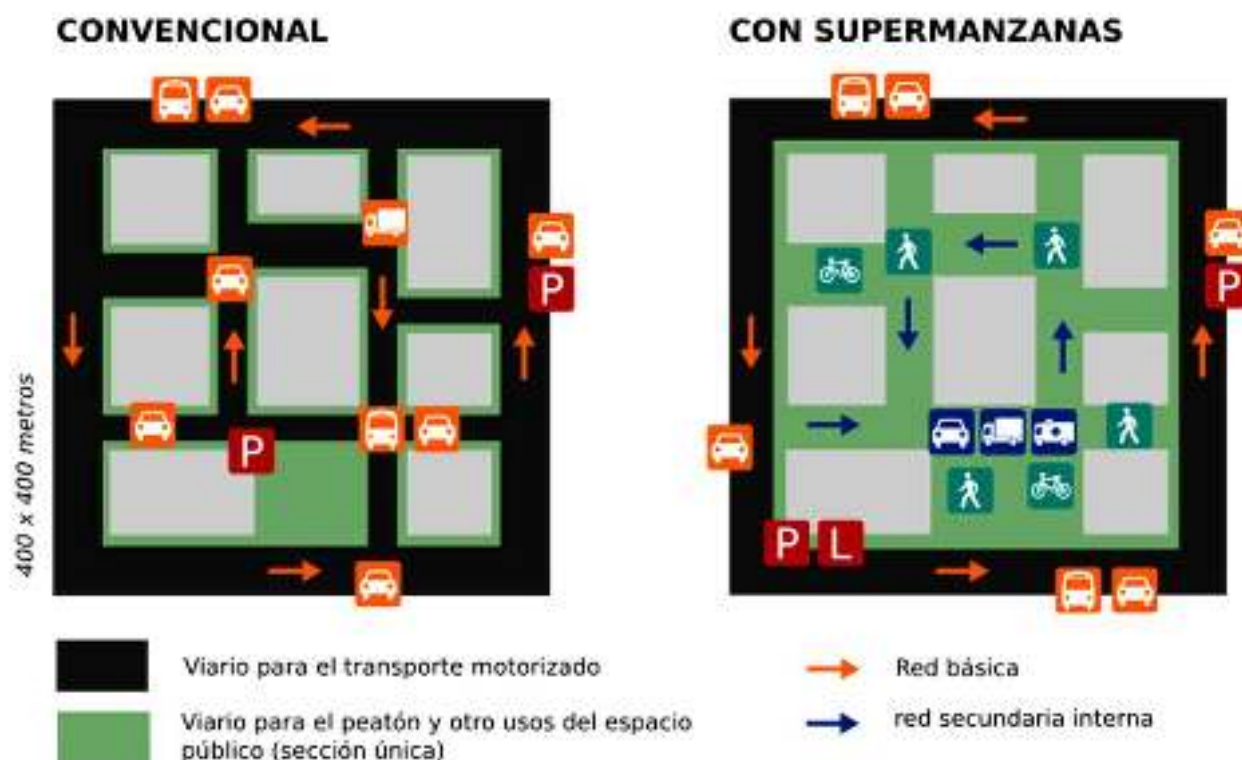 CONVENCIONAL
CON SUPERMANZANAS
P
P
P
P L
400 x 400 metros
Viario para el transporte motorizado
Red básica
Viario para el peatón y otro usos del espacio
público (sección única)
red secundaria interna